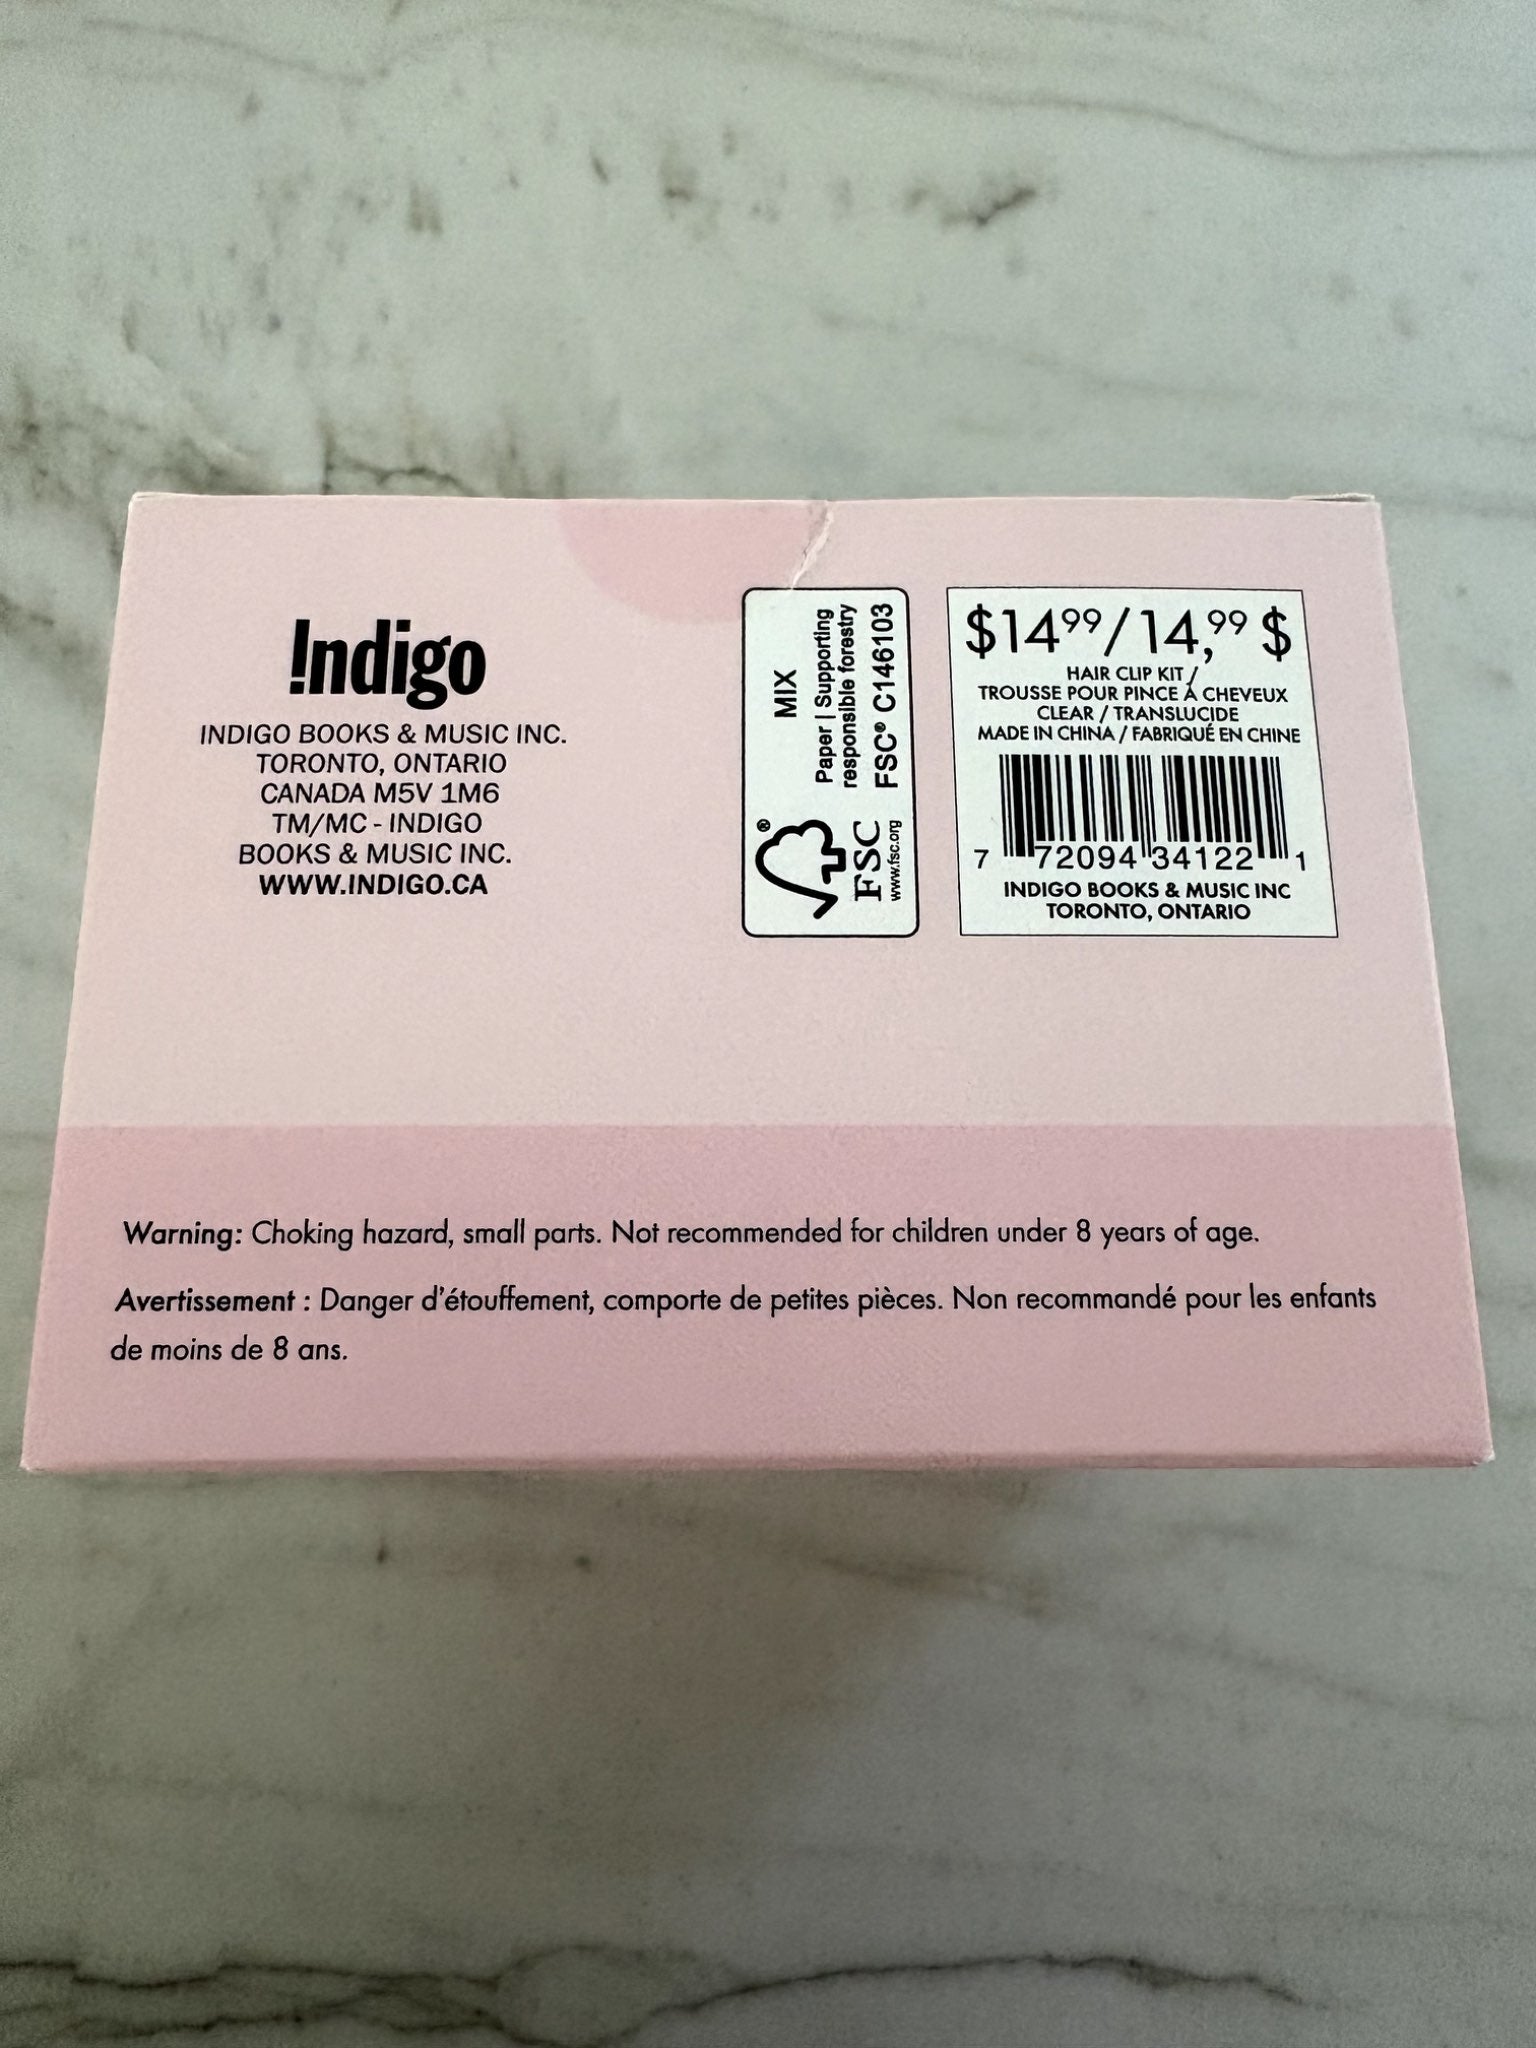 Indigo
INDIGO BOOKS & MUSIC INC.
TORONTO, ONTARIO
CANADA M5V 1M6
TM/MC - INDIGO
BOOKS & MUSIC INC.
WWW.INDIGO.CA
MIX
Paper | Supporting
responsible forestry
FSC® C146103
®
FSC
www.fsc.org
$14⁹⁹/14,⁹⁹ $
HAIR CLIP KIT /
TROUSSE POUR PINCE À CHEVEUX
CLEAR / TRANSLUCIDE
MADE IN CHINA / FABRIQUÉ EN CHINE
7 72094 34122 1
INDIGO BOOKS & MUSIC INC
TORONTO, ONTARIO
Warning: Choking hazard, small parts. Not recommended for children under 8 years of age.
Avertissement : Danger d'étouffement, comporte de petites pièces. Non recommandé pour les enfants
de moins de 8 ans.